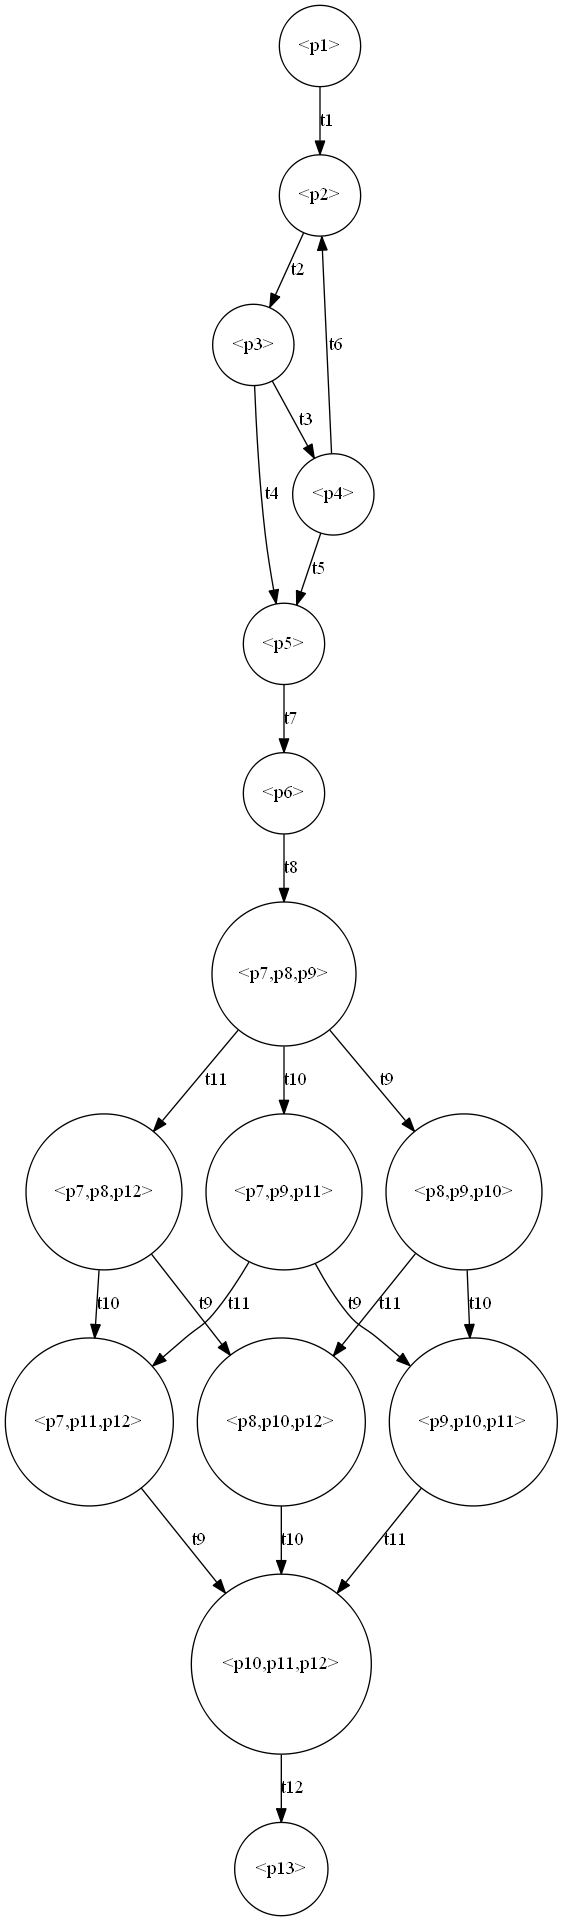 <p1>
t1
<p2>
t2
<p3>
t6
t3
t4
<p4>
t5
<p5>
t7
<p6>
t8
<p7,p8,p9>
t11 t10 t9
<p7,p8,p12> <p7,p9,p11> <p8,p9,p10>
t10 t9 t11 t9 t11 t10
<p7,p11,p12> <p8,p10,p12> <p9,p10,p11>
t9 t10 t11
<p10,p11,p12>
t12
<p13>